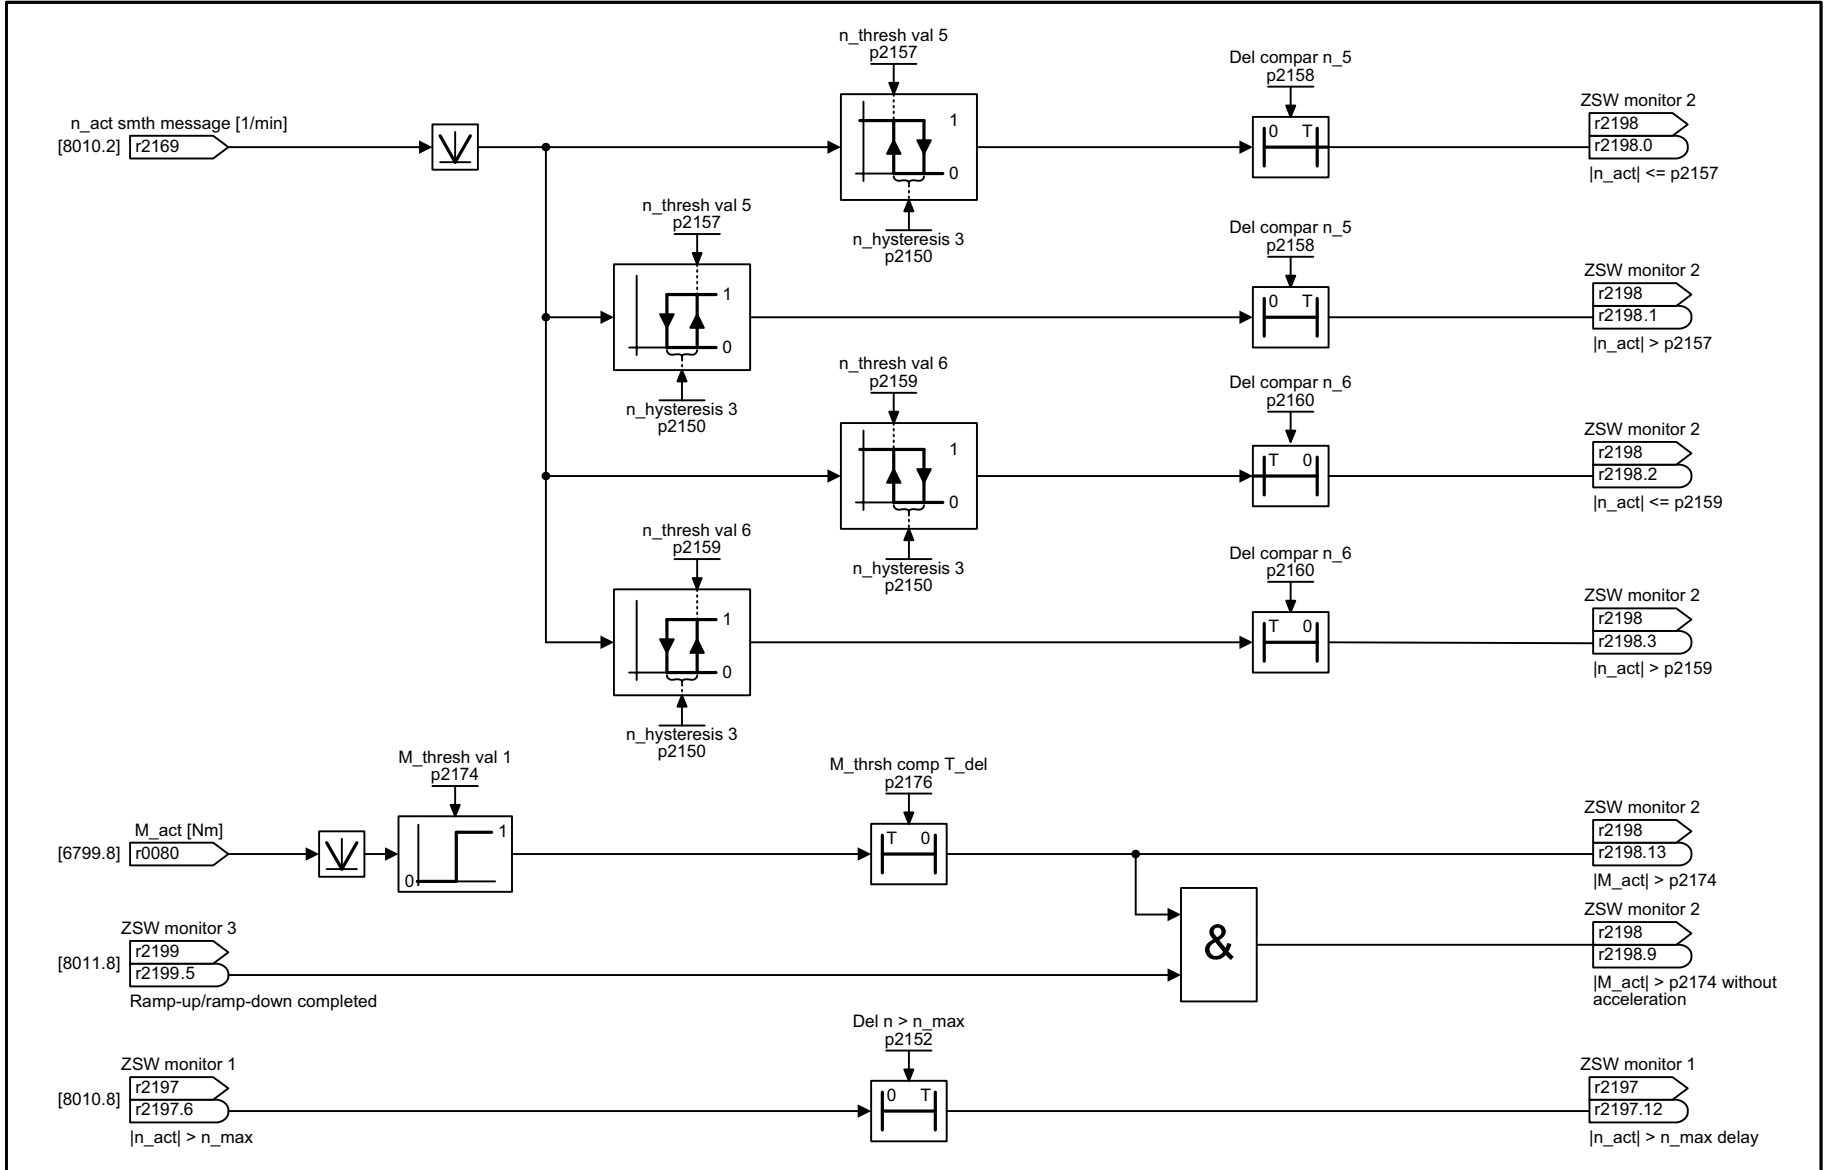 n_thresh val 5
p2157
Del compar n_5
p2158
n_act smth message [1/min]
[8010.2] r2169
1
0
0 T
ZSW monitor 2
r2198
r2198.0
|n_act| <= p2157
n_hysteresis 3
p2150
n_thresh val 5
p2157
1
0
n_hysteresis 3
p2150
Del compar n_5
p2158
0 T
ZSW monitor 2
r2198
r2198.1
|n_act| > p2157
n_thresh val 6
p2159
1
0
n_hysteresis 3
p2150
Del compar n_6
p2160
T 0
ZSW monitor 2
r2198
r2198.2
|n_act| <= p2159
n_thresh val 6
p2159
1
0
n_hysteresis 3
p2150
Del compar n_6
p2160
T 0
ZSW monitor 2
r2198
r2198.3
|n_act| > p2159
M_thresh val 1
p2174
M_act [Nm]
[6799.8] r0080
1
0
M_thrsh comp T_del
p2176
T 0
ZSW monitor 2
r2198
r2198.13
|M_act| > p2174
ZSW monitor 3
r2199
[8011.8]
r2199.5
Ramp-up/ramp-down completed
&
ZSW monitor 2
r2198
r2198.9
|M_act| > p2174 without
acceleration
ZSW monitor 1
r2197
[8010.8]
r2197.6
|n_act| > n_max
Del n > n_max
p2152
0 T
ZSW monitor 1
r2197
r2197.12
|n_act| > n_max delay